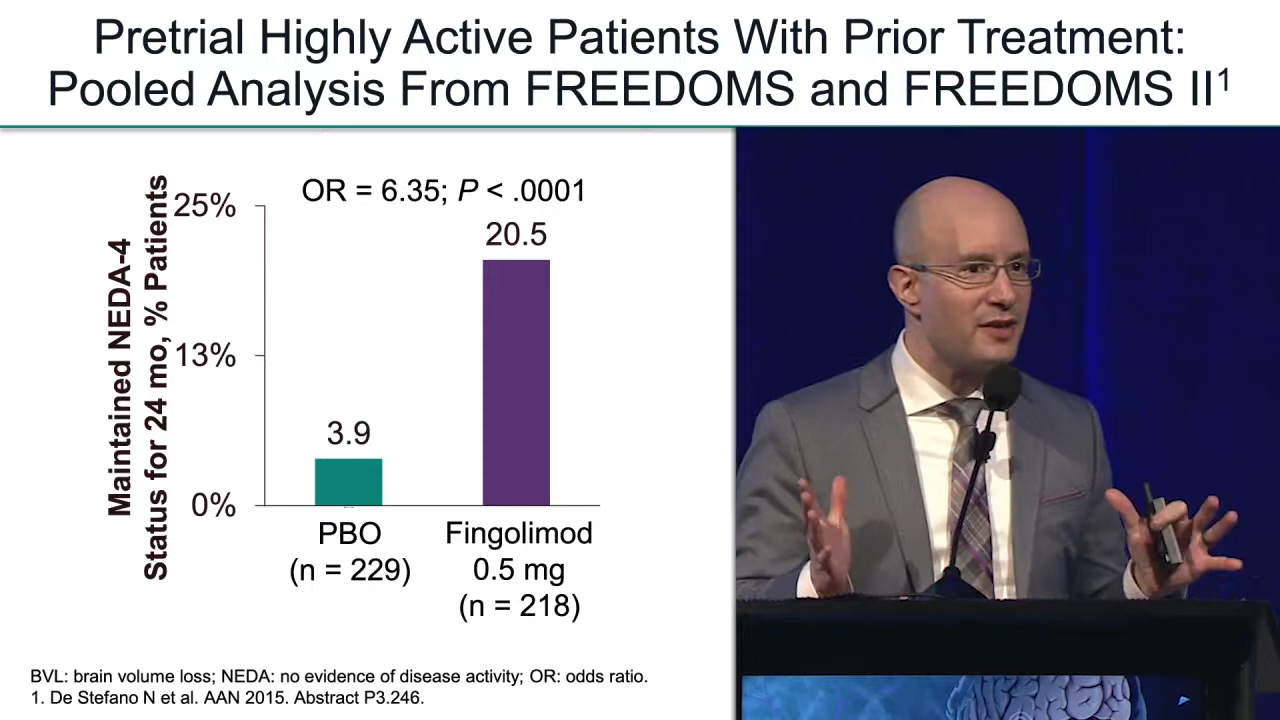 Pretrial Highly Active Patients With Prior Treatment:
Pooled Analysis From FREEDOMS and FREEDOMS II¹
Maintained NEDA-4
Status for 24 mo, % Patients
OR = 6.35; P < .0001
25%
13%
0%
3.9
20.5
PBO
(n = 229)
Fingolimod
0.5 mg
(n = 218)
BVL: brain volume loss; NEDA: no evidence of disease activity; OR: odds ratio.
1. De Stefano N et al. AAN 2015. Abstract P3.246.